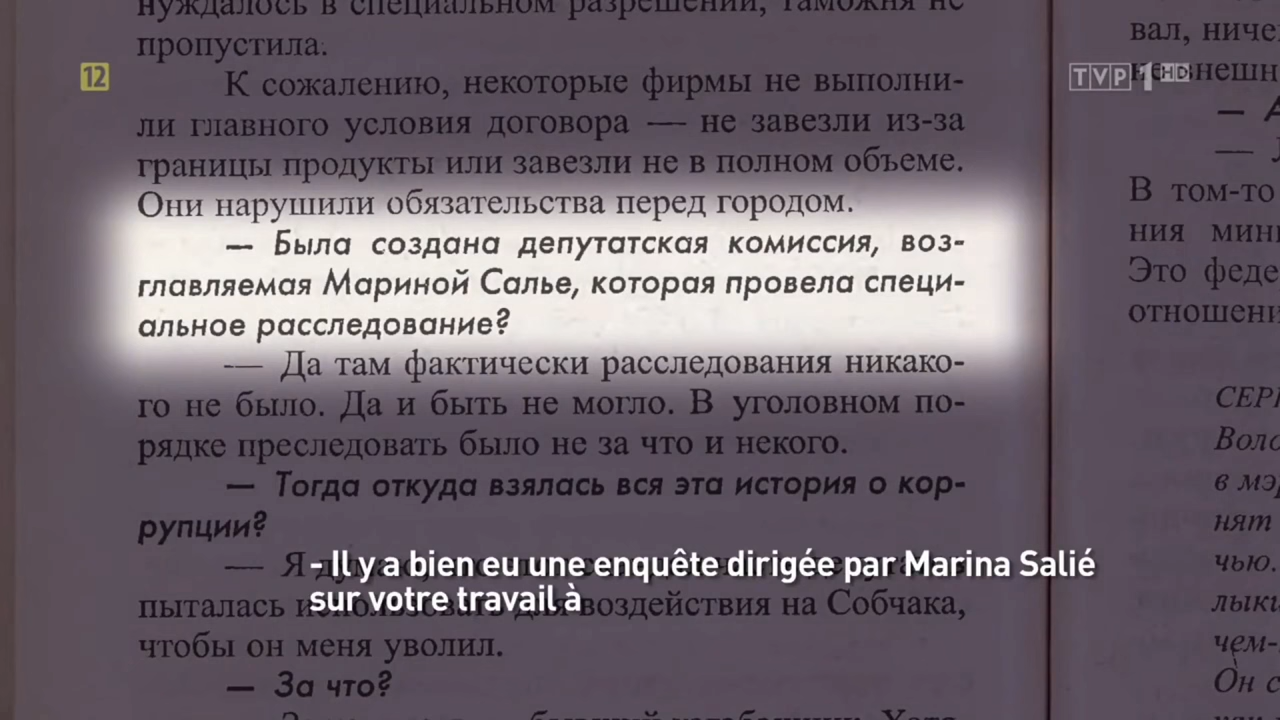 нуждалось в специальном разрешении, таможня не
пропустила.
К сожалению, некоторые фирмы не выполни-
ли главного условия договора — не завезли из-за
границы продукты или завезли не в полном объеме.
Они нарушили обязательства перед городом.
— Была создана депутатская комиссия, воз-
главляемая Мариной Салье, которая провела специ-
альное расследование?
— Да там фактически расследования никако-
го не было. Да и быть не могло. В уголовном по-
рядке преследовать было не за что и некого.
— Тогда откуда взялась вся эта история о кор-
рупции?
— Я
пыталась воздействия на Собчака,
чтобы он меня уволил.
— За что?
12
TVP 1 HD
вал, ниче
внешн
—
—
В том-то
ния мин
Это феде
отношени
СЕР
Воло
в мэ
нят
чью.
лыки
чем-
Он с
- Il y a bien eu une enquête dirigée par Marina Salié
sur votre travail à